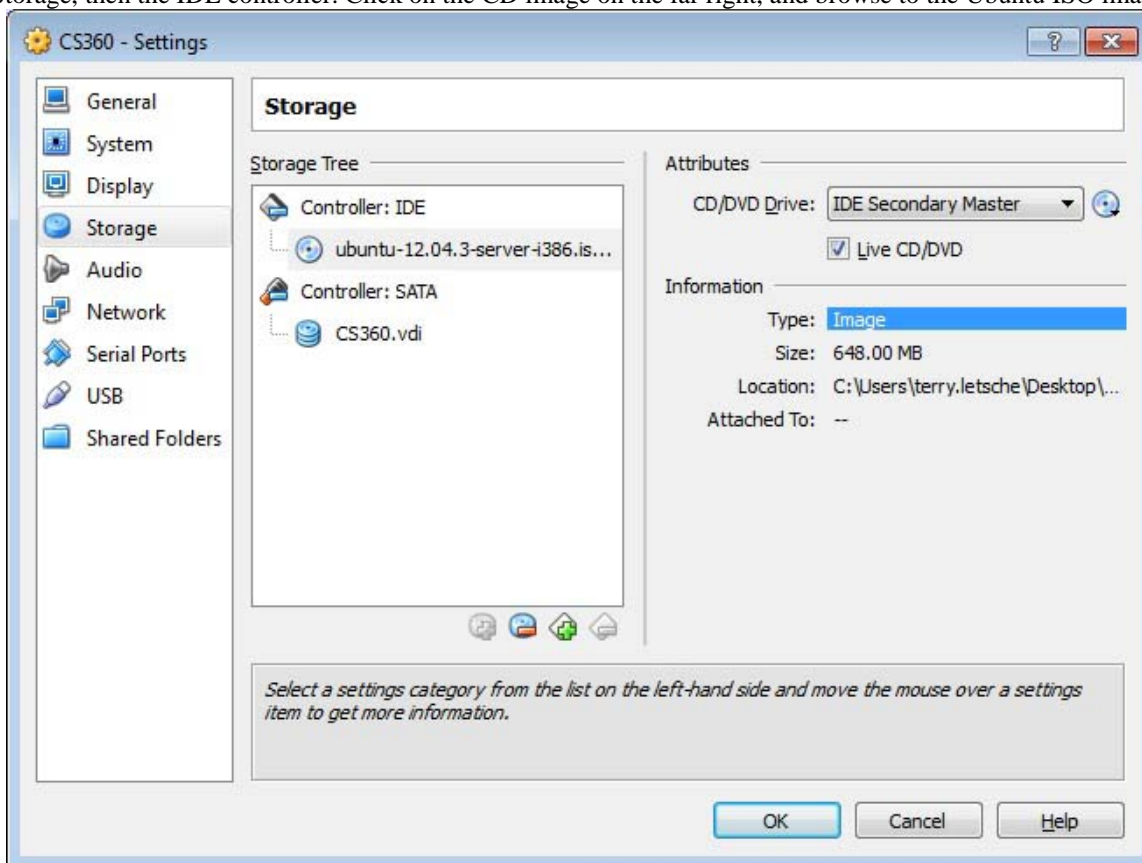 storage, then the IDE controller. Click on the CD image on the far right, and browse to the Ubuntu ISO
CS360 - Settings
General
System
Display
Storage
Audio
Network
Serial Ports
USB
Shared Folders
Storage
Storage Tree
Controller: IDE
ubuntu-12.04.3-server-i386.is...
Controller: SATA
CS360.vdi
Attributes
CD/DVD Drive: IDE Secondary Master
Live CD/DVD
Information
Type: Image
Size: 648.00 MB
Location: C:\Users\terry.letsche\Desktop\...
Attached To: --
Select a settings category from the list on the left-hand side and move the mouse over a settings
item to get more information.
OK Cancel Help